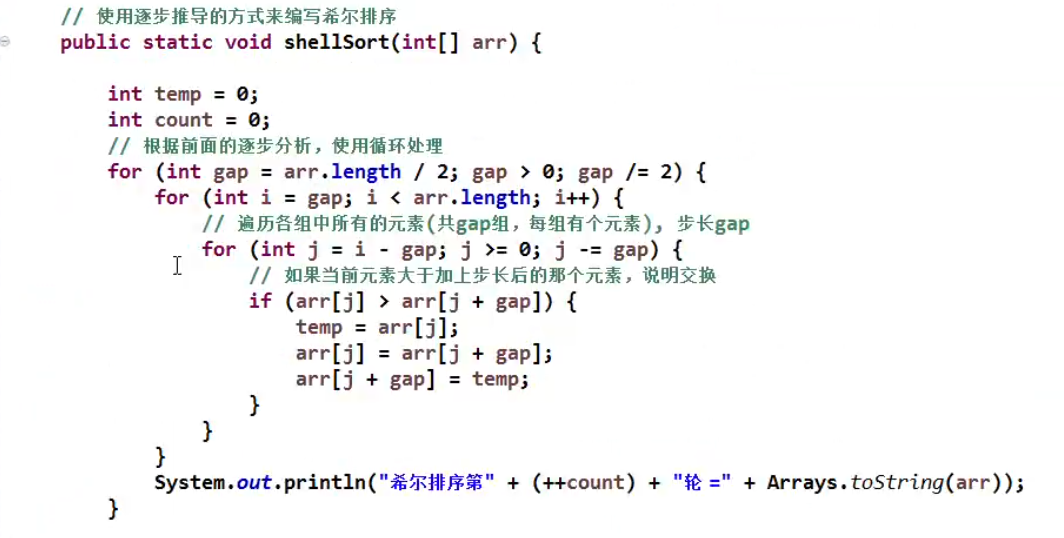 // 使用逐步推导的方式来编写希尔排序
public static void shellSort(int[] arr) {
int temp = 0;
int count = 0;
// 根据前面的逐步分析，使用循环处理
for (int gap = arr.length / 2; gap > 0; gap /= 2) {
for (int i = gap; i < arr.length; i++) {
// 遍历各组中所有的元素(共gap组，每组有个元素), 步长gap
for (int j = i - gap; j >= 0; j -= gap) {
// 如果当前元素大于加上步长后的那个元素，说明交换
if (arr[j] > arr[j + gap]) {
temp = arr[j];
arr[j] = arr[j + gap];
arr[j + gap] = temp;
}
}
}
System.out.println("希尔排序第" + (++count) + "轮 =" + Arrays.toString(arr));
}